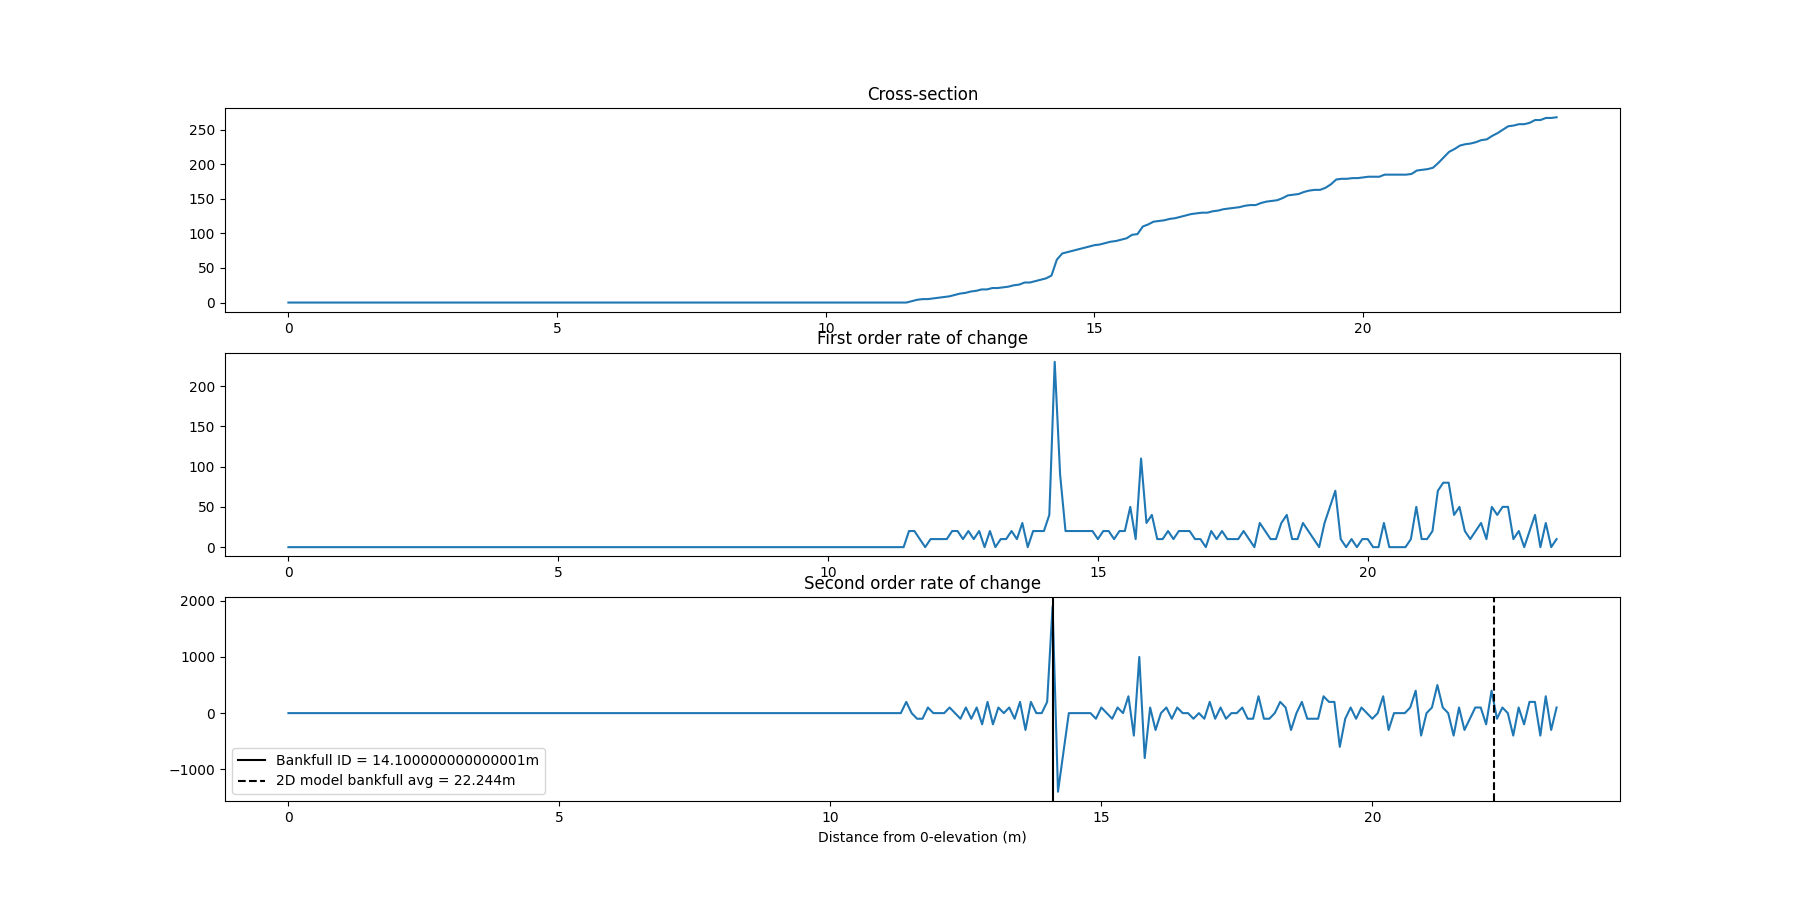 Cross-section
250
200
150
100
50
0
0 5 10 15 20
First order rate of change
200
150
100
50
0
0 5 10 15 20
Second order rate of change
2000
1000
0
−1000
Bankfull ID = 14.100000000000001m
2D model bankfull avg = 22.244m
0 5 10 15 20
Distance from 0-elevation (m)